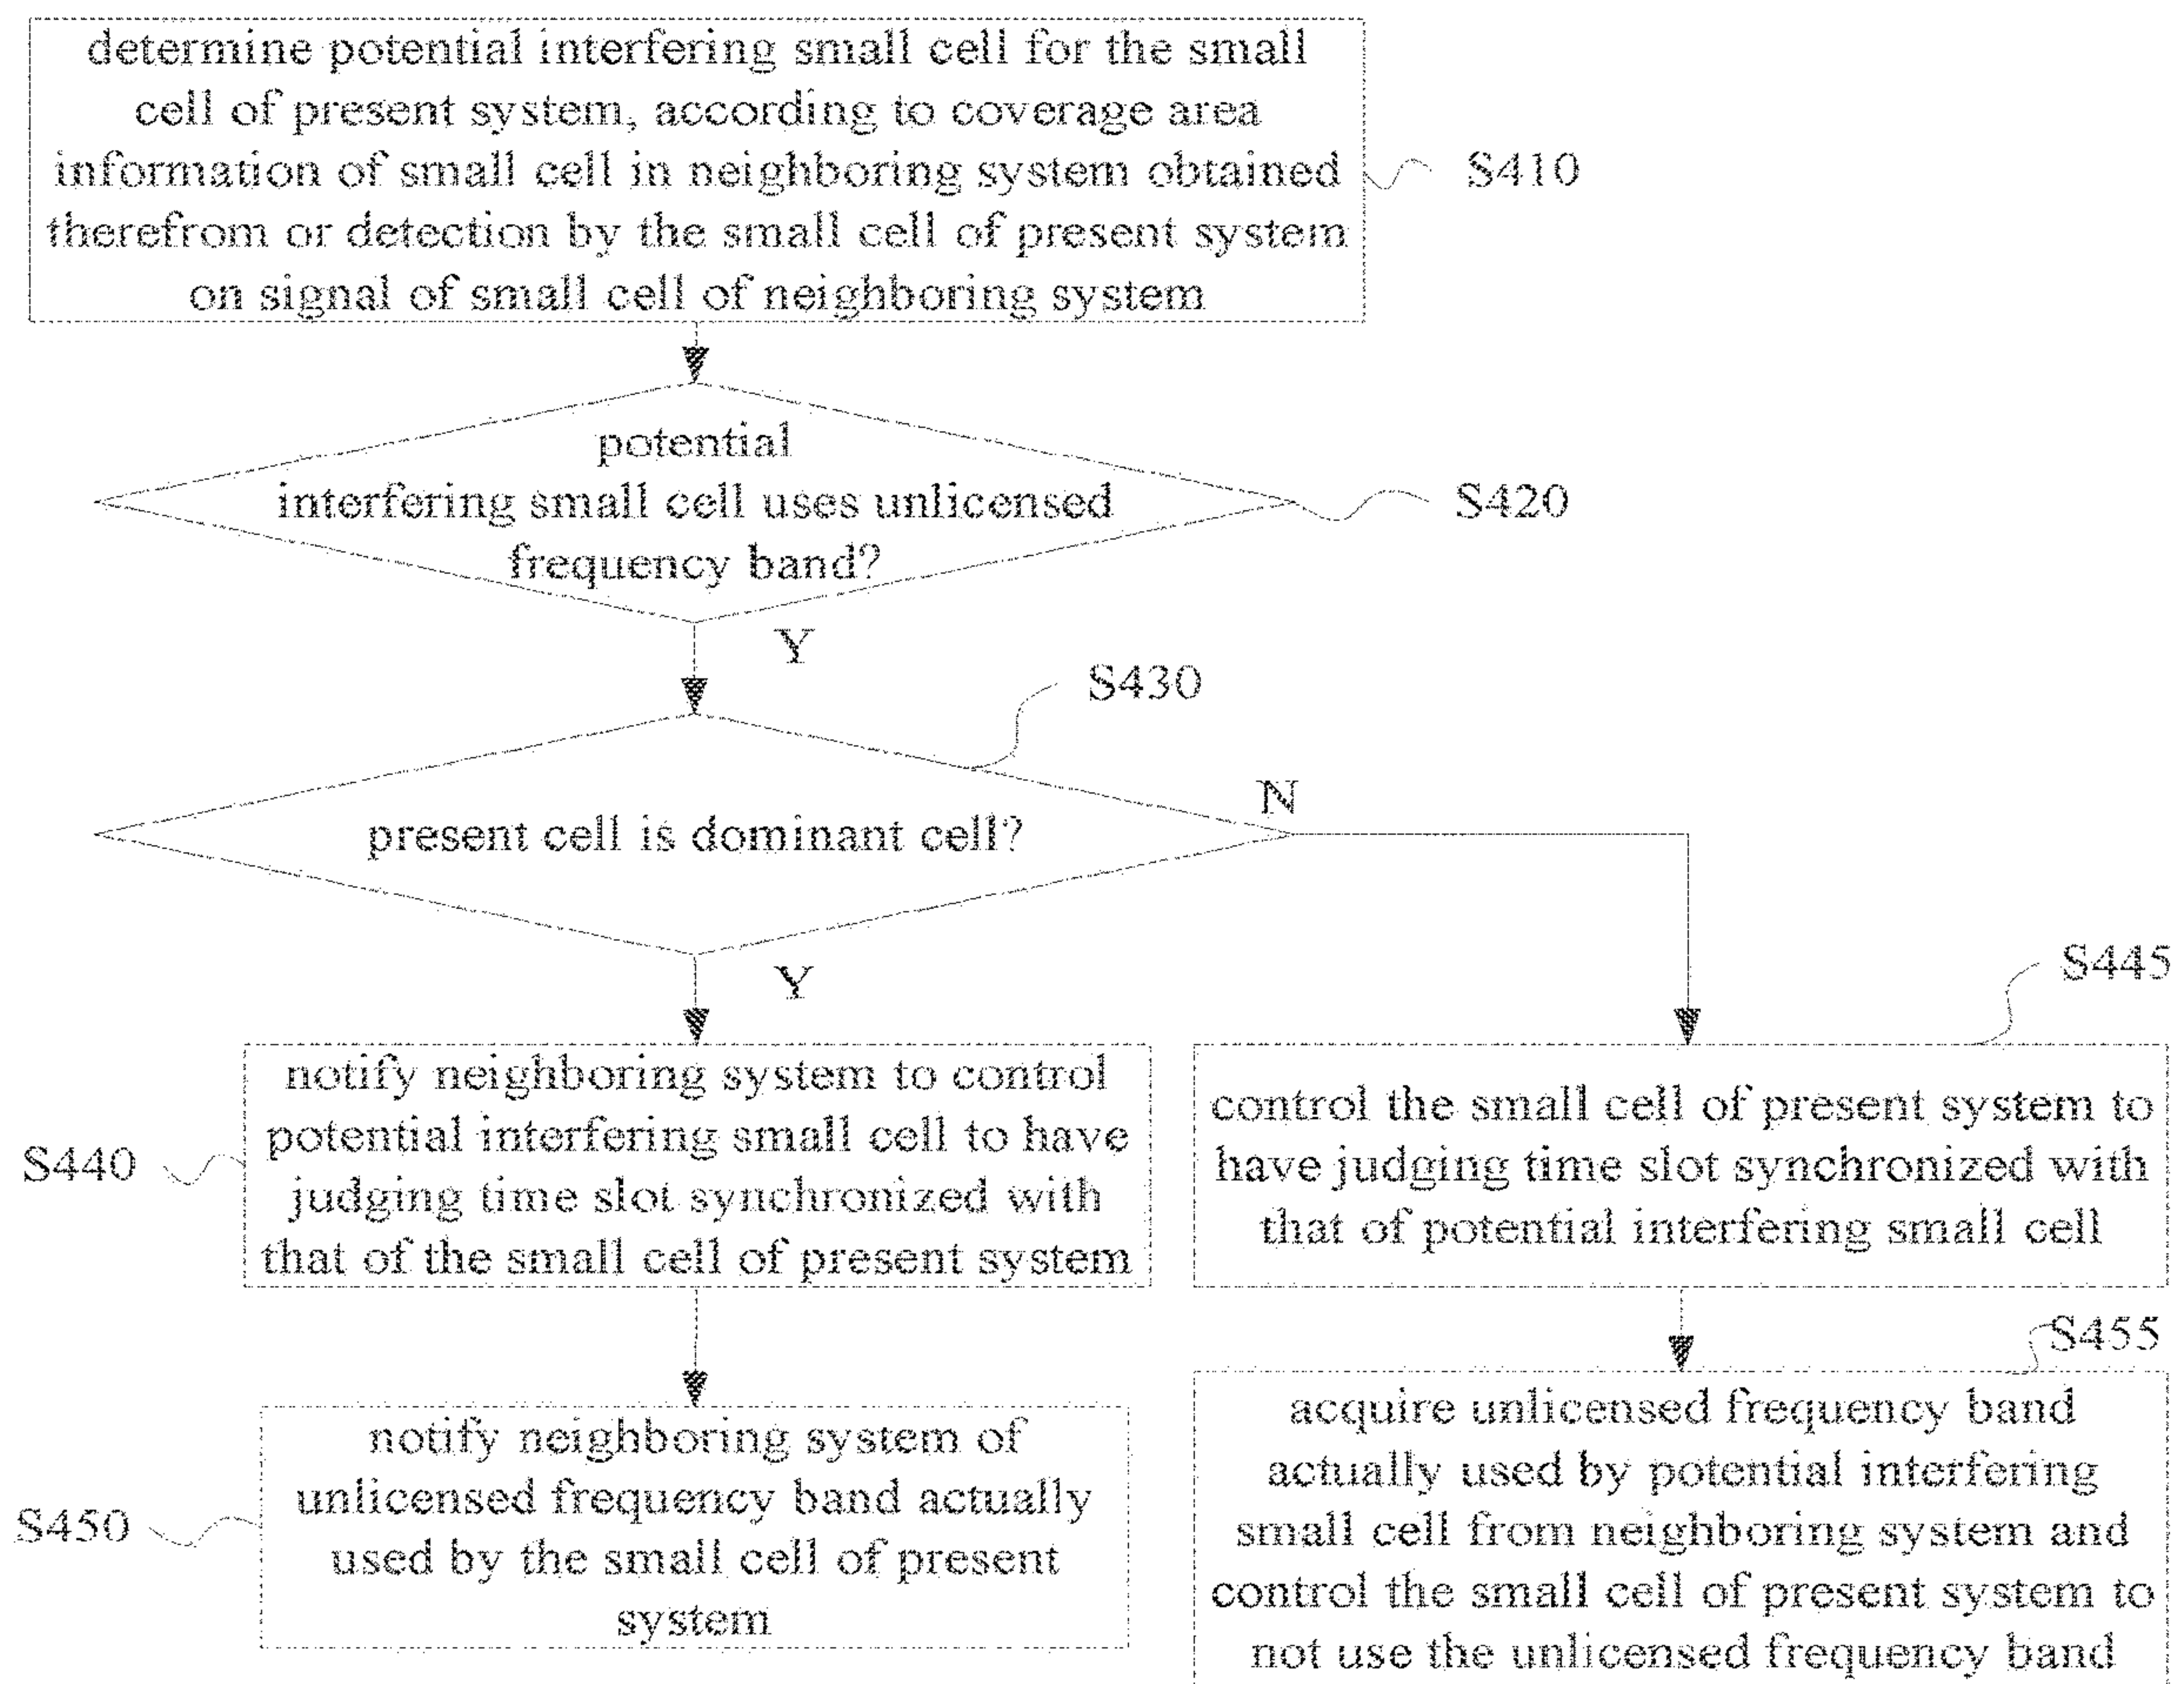 determine potential interfering small cell for the small
cell of present system, according to coverage area
information of small cell in neighboring system obtained
therefrom or detection by the small cell of present system
on signal of small cell of neighboring system
S410
potential
interfering small cell uses unlicensed
frequency band?
S420
Y
S430
present cell is dominant cell?
N
Y
S440
notify neighboring system to control
potential interfering small cell to have
judging time slot synchronized with
that of the small cell of present system
S445
control the small cell of present system to
have judging time slot synchronized with
that of potential interfering small cell
S450
notify neighboring system of
unlicensed frequency band actually
used by the small cell of present
system
S455
acquire unlicensed frequency band
actually used by potential interfering
small cell from neighboring system and
control the small cell of present system to
not use the unlicensed frequency band